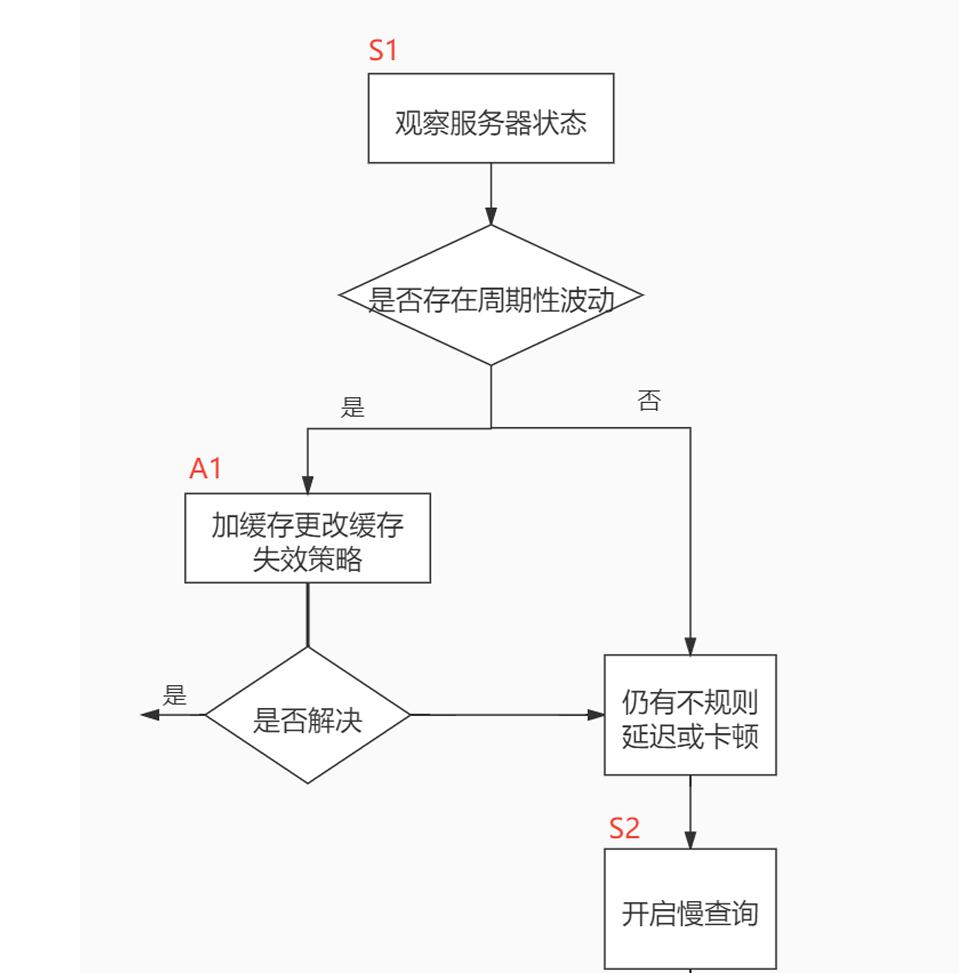 S1
观察服务器状态
是否存在周期性波动
是
否
A1
加缓存更改缓存
失效策略
是
是否解决
仍有不规则
延迟或卡顿
S2
开启慢查询